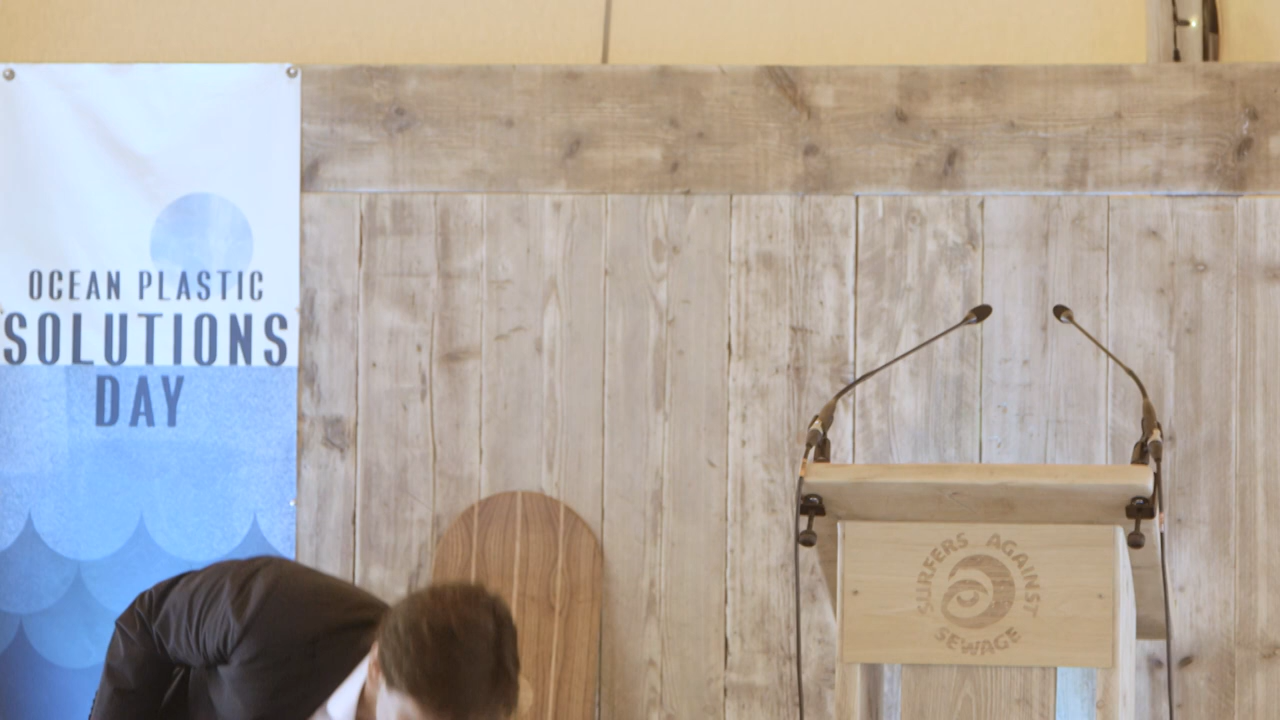 OCEAN PLASTIC
SOLUTIONS
DAY
SURFERS AGAINST
SEWAGE